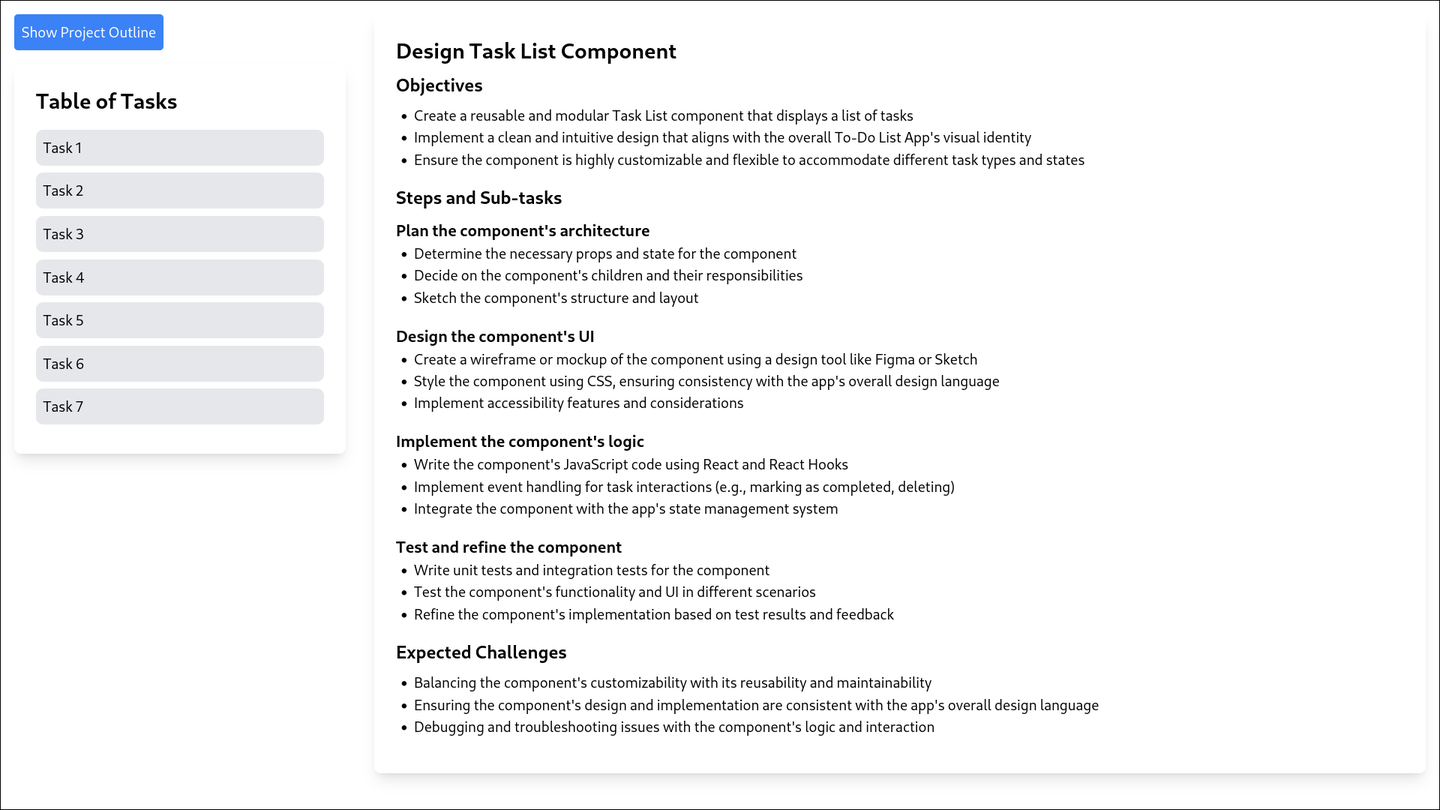 Show Project Outline
Table of Tasks
Task 1
Task 2
Task 3
Task 4
Task 5
Task 6
Task 7
Design Task List Component
Objectives
• Create a reusable and modular Task List component that displays a list of tasks
• Implement a clean and intuitive design that aligns with the overall To-Do List App's visual identity
• Ensure the component is highly customizable and flexible to accommodate different task types and states
Steps and Sub-tasks
Plan the component's architecture
• Determine the necessary props and state for the component
• Decide on the component's children and their responsibilities
• Sketch the component's structure and layout
Design the component's UI
• Create a wireframe or mockup of the component using a design tool like Figma or Sketch
• Style the component using CSS, ensuring consistency with the app's overall design language
• Implement accessibility features and considerations
Implement the component's logic
• Write the component's JavaScript code using React and React Hooks
• Implement event handling for task interactions (e.g., marking as completed, deleting)
• Integrate the component with the app's state management system
Test and refine the component
• Write unit tests and integration tests for the component
• Test the component's functionality and UI in different scenarios
• Refine the component's implementation based on test results and feedback
Expected Challenges
• Balancing the component's customizability with its reusability and maintainability
• Ensuring the component's design and implementation are consistent with the app's overall design language
• Debugging and troubleshooting issues with the component's logic and interaction